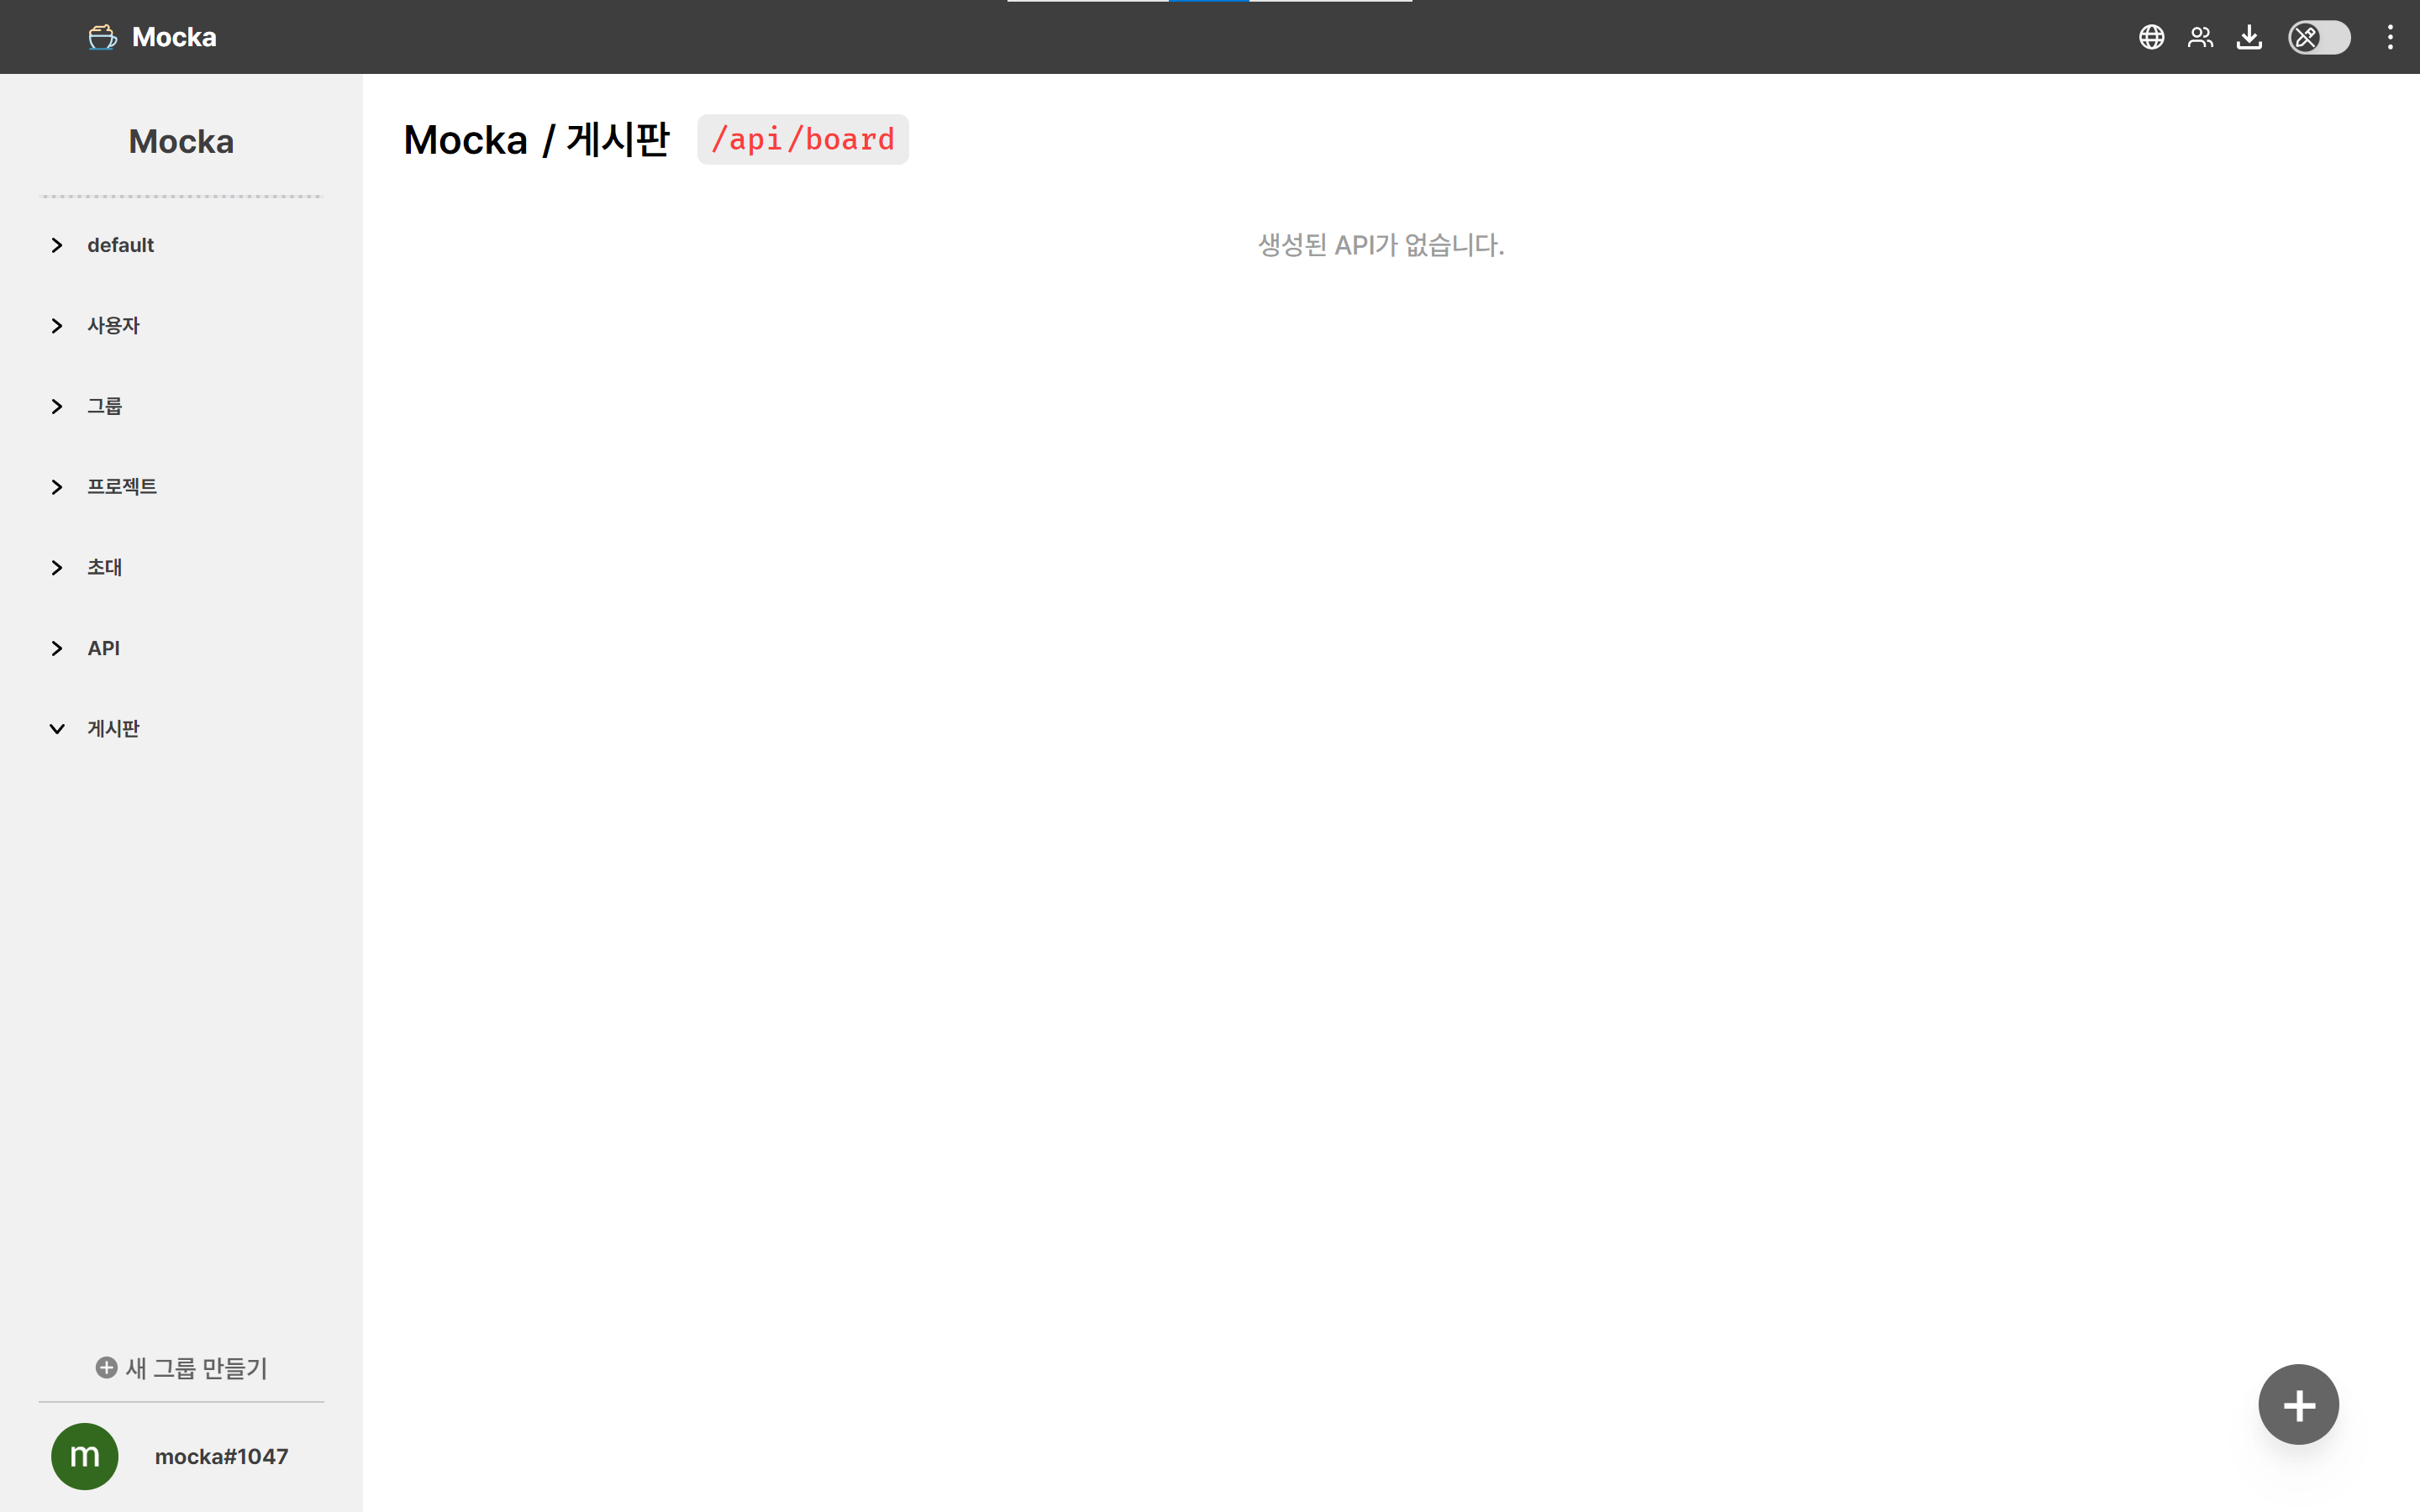 Mocka
Mocka
default
사용자
그룹
프로젝트
초대
API
게시판
새 그룹 만들기
m
mocka#1047
Mocka / 게시판 /api/board
생성된 API가 없습니다.